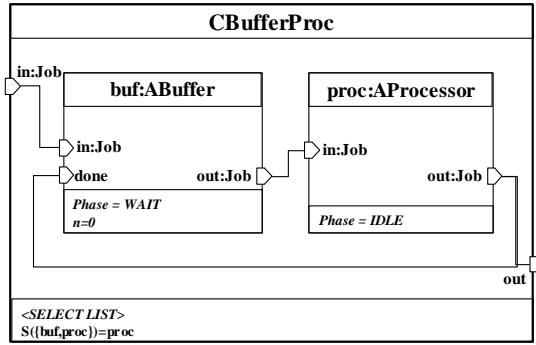 CBufferProc
in:Job
buf:ABuffer
proc:AProcessor
in:Job
in:Job
done
out:Job
out:Job
Phase = WAIT
n=0
Phase = IDLE
out
<SELECT LIST>
S({buf,proc})=proc